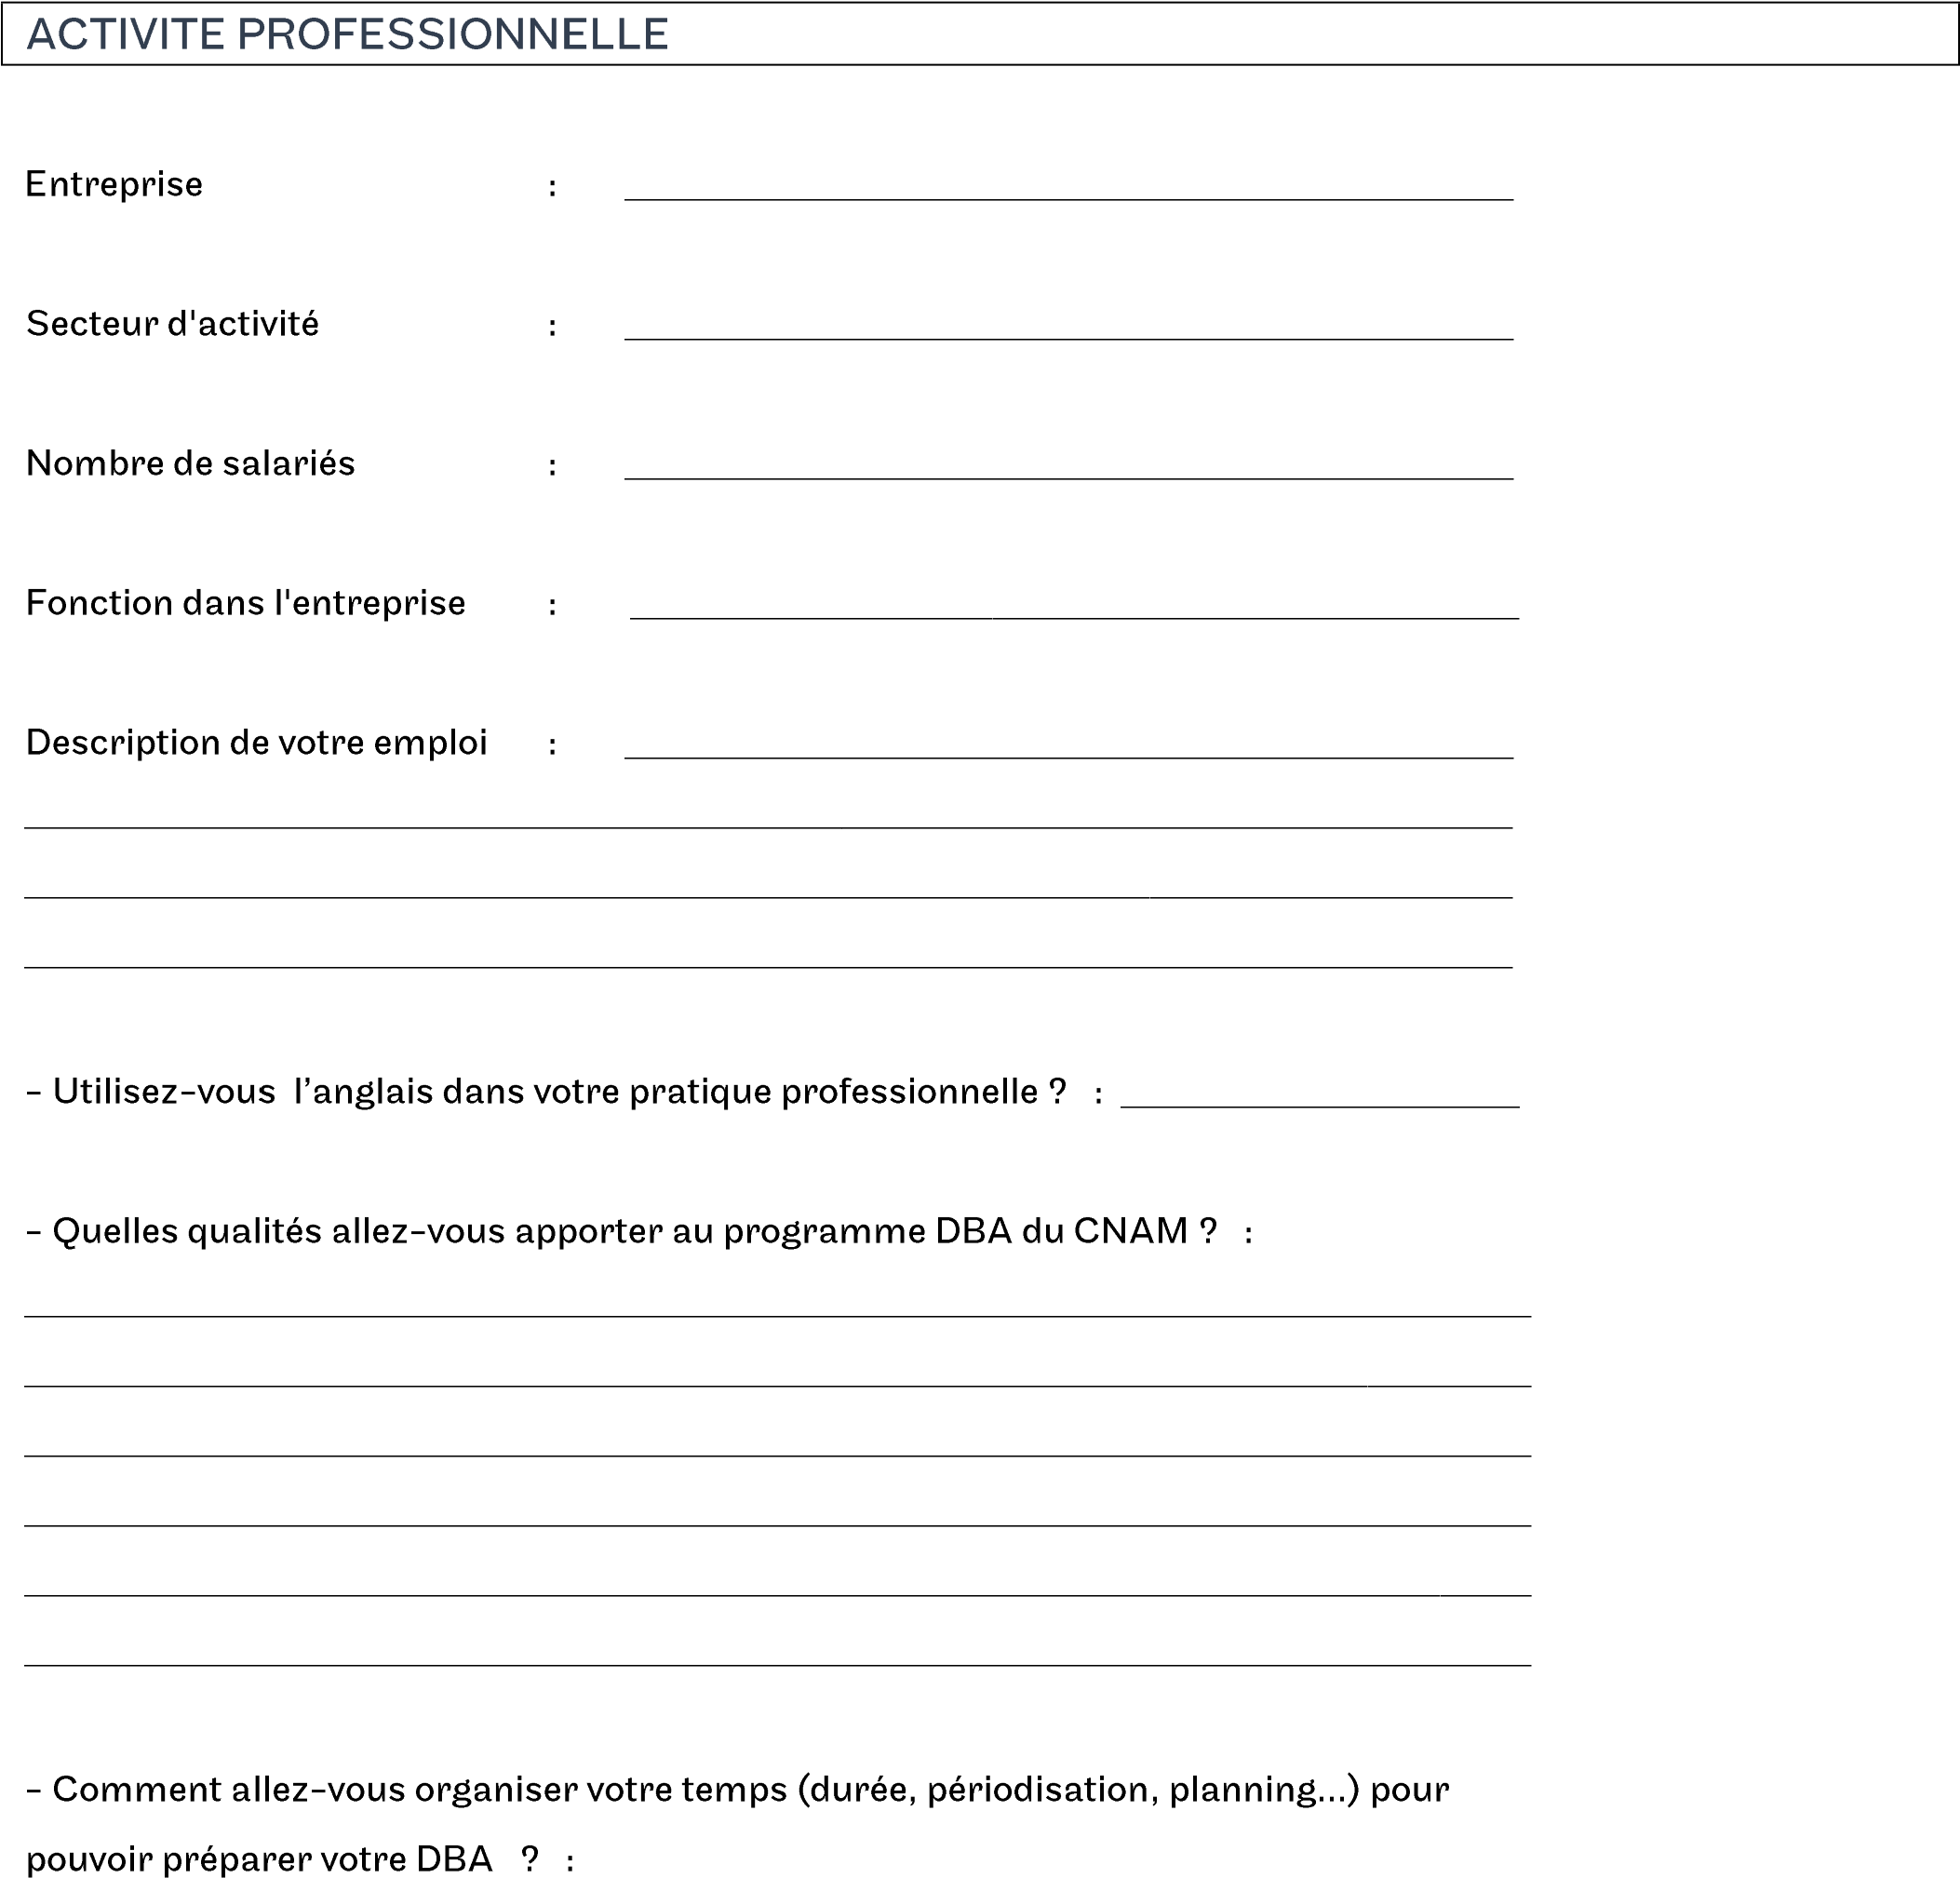 ACTIVITE PROFESSIONNELLE
Entreprise :
Secteur d'activité :
Nombre de salariés :
Fonction dans l'entreprise :
Description de votre emploi :
- Utilisez-vous l’anglais dans votre pratique professionnelle ? :
- Quelles qualités allez-vous apporter au programme DBA du CNAM ? :
- Comment allez-vous organiser votre temps (durée, périodisation, planning...) pour
pouvoir préparer votre DBA ? :